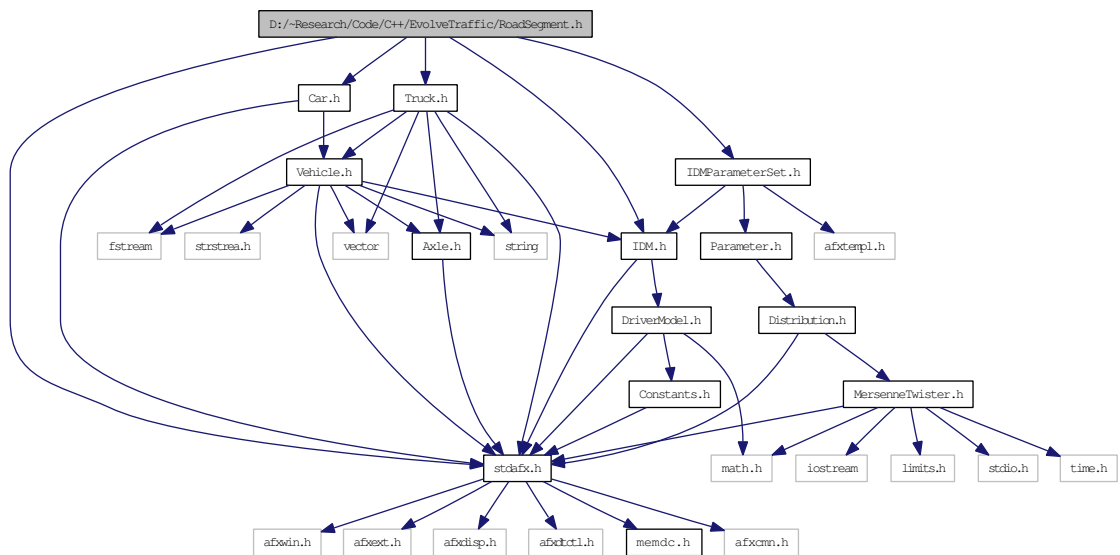 D:/~Research/Code/C++/EvolveTraffic/RoadSegment.h
Car.h
Truck.h
Vehicle.h
IDMParameterSet.h
fstream
strstrea.h
vector
Axle.h
string
IDM.h
Parameter.h
afxtempl.h
DriverModel.h
Distribution.h
Constants.h
MersenneTwister.h
stdafx.h
math.h
iostream
limits.h
stdio.h
time.h
afxwin.h
afxext.h
afxdisp.h
afxdtctl.h
memdc.h
afxcmn.h